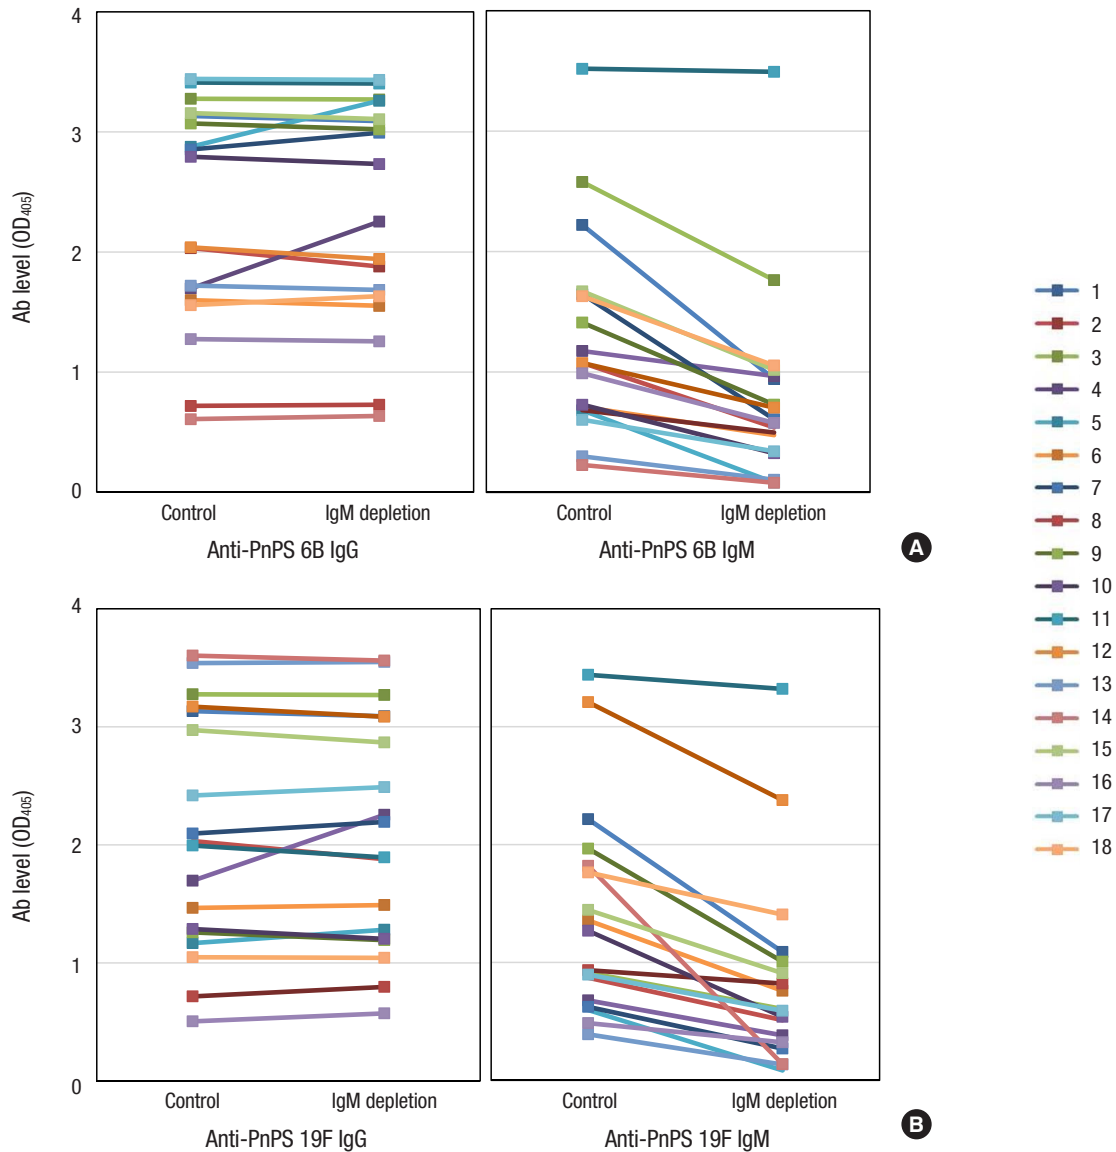 4
3
2
1
0
Ab level (OD405)
Control
IgM depletion
Control
IgM depletion
Anti-PnPS 6B IgG
Anti-PnPS 6B IgM
A
4
3
2
1
0
Ab level (OD405)
Control
IgM depletion
Control
IgM depletion
Anti-PnPS 19F IgG
Anti-PnPS 19F IgM
B
1
2
3
4
5
6
7
8
9
10
11
12
13
14
15
16
17
18